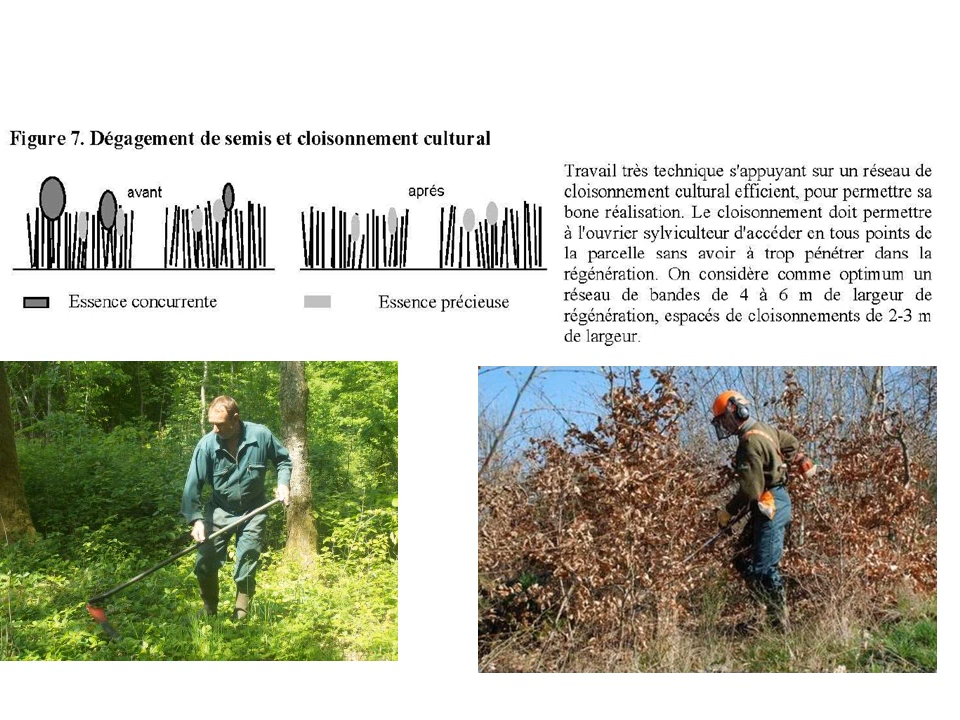 Figure 7. Dégagement de semis et cloisonnement cultural
avant
aprés
Essence concurrente
Essence précieuse
Travail très technique s'appuyant sur un réseau de
cloisonnement cultural efficient, pour permettre sa
bone réalisation. Le cloisonnement doit permettre
à l'ouvrier sylviculteur d'accéder en tous points de
la parcelle sans avoir à trop pénétrer dans la
régénération. On considère comme optimum un
réseau de bandes de 4 à 6 m de largeur de
régénération, espacés de cloisonnements de 2-3 m
de largeur.